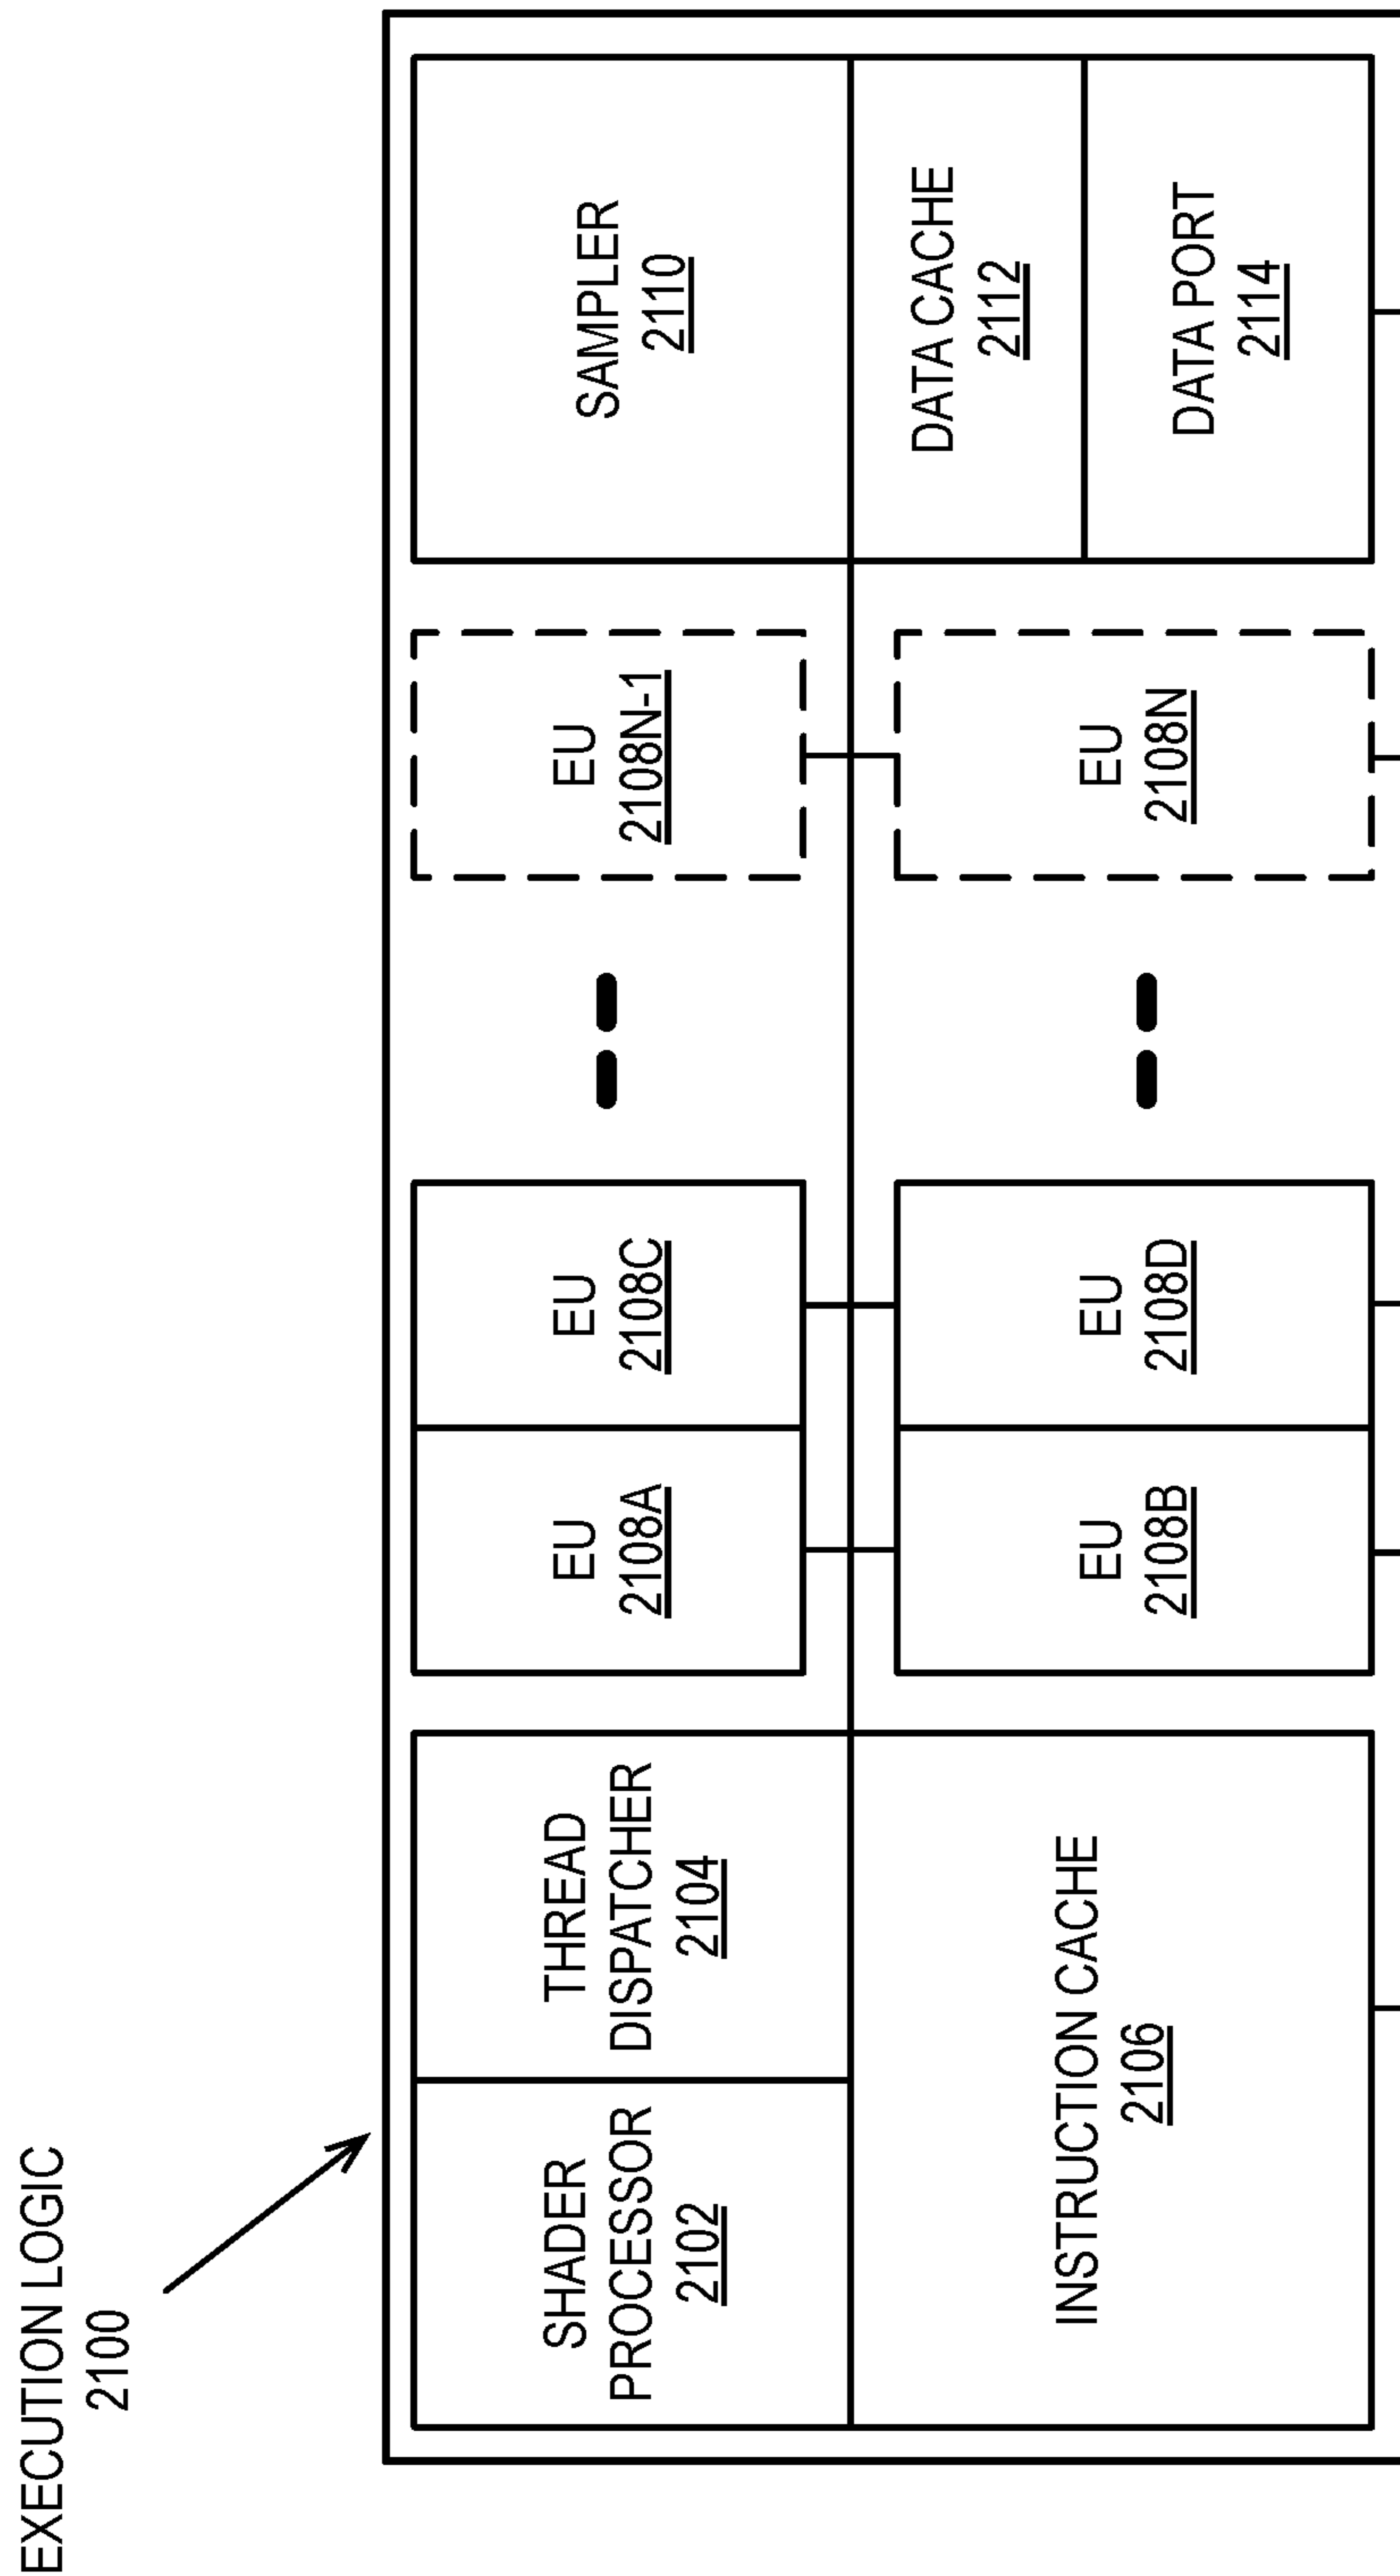 EXECUTION LOGIC
2100
SHADER
PROCESSOR
2102
THREAD
DISPATCHER
2104
INSTRUCTION CACHE
2106
EU
2108A
EU
2108C
EU
2108B
EU
2108D
EU
2108N-1
EU
2108N
SAMPLER
2110
DATA CACHE
2112
DATA PORT
2114